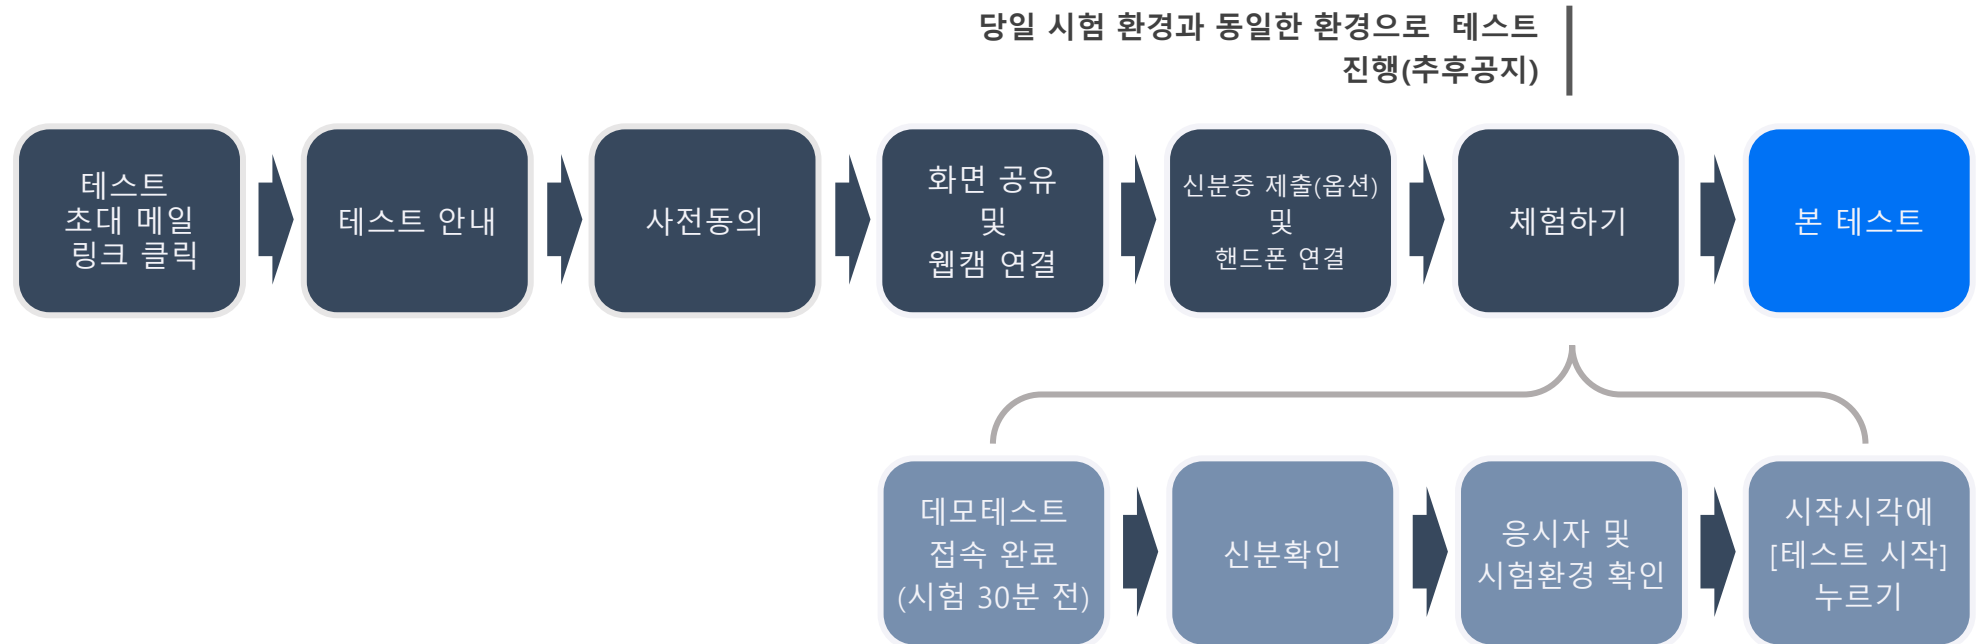 당일 시험 환경과 동일한 환경으로 테스트
진행(추후공지)
테스트
초대 메일
링크 클릭
테스트 안내
사전동의
화면 공유
및
웹캠 연결
신분증 제출(옵션)
및
핸드폰 연결
체험하기
본 테스트
데모테스트
접속 완료
(시험 30분 전)
신분확인
응시자 및
시험환경 확인
시작시각에
[테스트 시작]
누르기